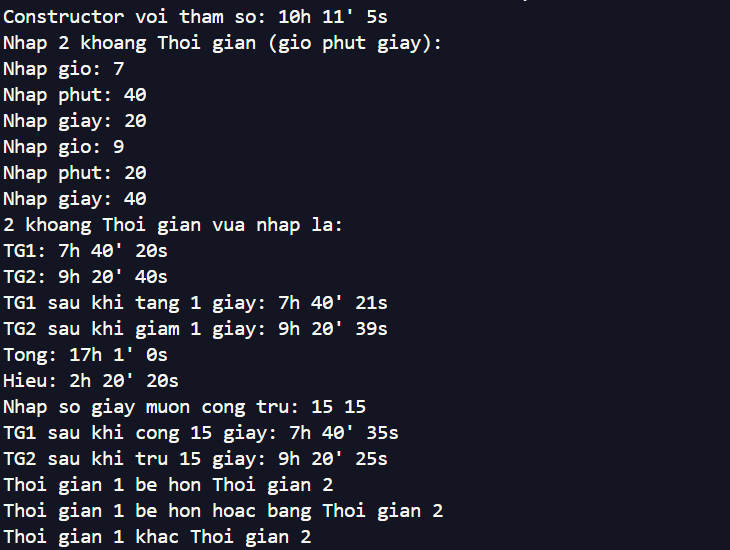 Constructor voi tham so: 10h 11' 5s
Nhap 2 khoang Thoi gian (gio phut giay):
Nhap gio: 7
Nhap phut: 40
Nhap giay: 20
Nhap gio: 9
Nhap phut: 20
Nhap giay: 40
2 khoang Thoi gian vua nhap la:
TG1: 7h 40' 20s
TG2: 9h 20' 40s
TG1 sau khi tang 1 giay: 7h 40' 21s
TG2 sau khi giam 1 giay: 9h 20' 39s
Tong: 17h 1' 0s
Hieu: 2h 20' 20s
Nhap so giay muon cong tru: 15 15
TG1 sau khi cong 15 giay: 7h 40' 35s
TG2 sau khi tru 15 giay: 9h 20' 25s
Thoi gian 1 be hon Thoi gian 2
Thoi gian 1 be hon hoac bang Thoi gian 2
Thoi gian 1 khac Thoi gian 2